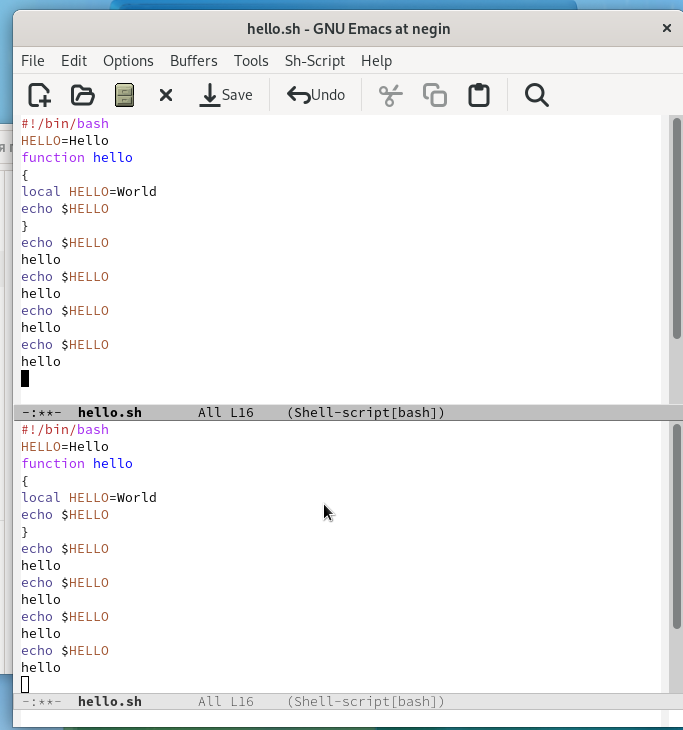 hello.sh - GNU Emacs at negin
File Edit Options Buffers Tools Sh-Script Help
Save Undo
#!/bin/bash
HELLO=Hello
function hello
{
local HELLO=World
echo $HELLO
}
echo $HELLO
hello
echo $HELLO
hello
echo $HELLO
hello
echo $HELLO
hello
-:**- hello.sh All L16 (Shell-script[bash])
#!/bin/bash
HELLO=Hello
function hello
{
local HELLO=World
echo $HELLO
}
echo $HELLO
hello
echo $HELLO
hello
echo $HELLO
hello
echo $HELLO
hello
-:**- hello.sh All L16 (Shell-script[bash])